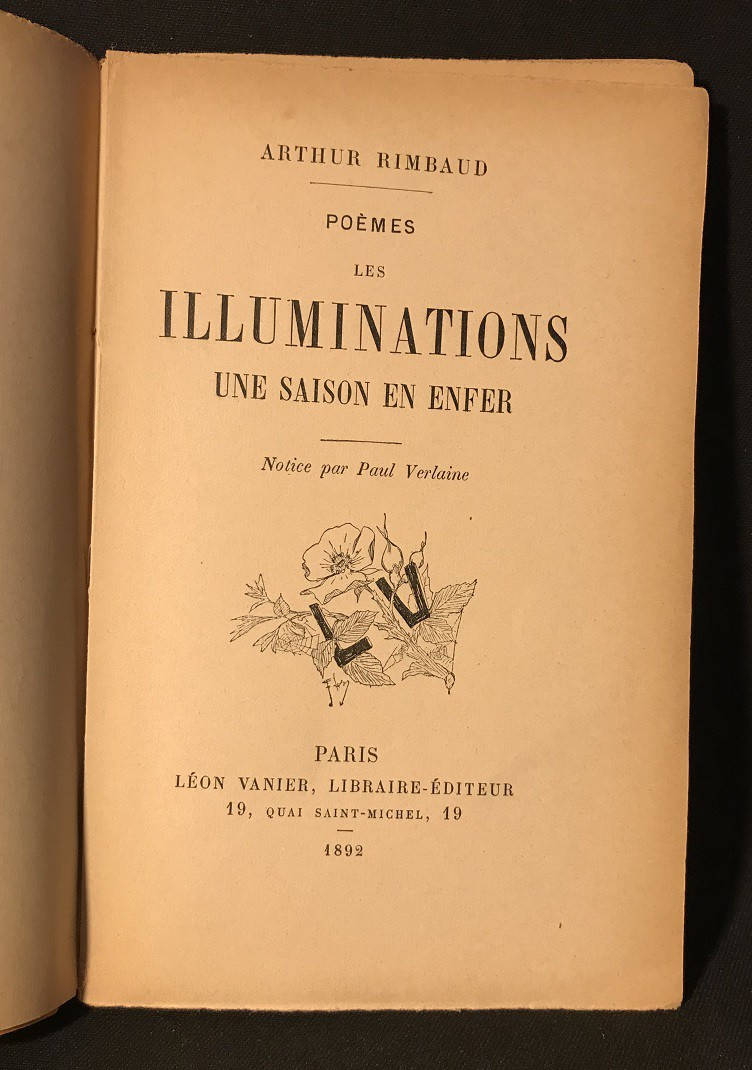 ARTHUR RIMBAUD
POÈMES
LES
ILLUMINATIONS
UNE SAISON EN ENFER
Notice par Paul Verlaine
L V
PARIS
LÉON VANIER, LIBRAIRE-ÉDITEUR
19, QUAI SAINT-MICHEL, 19
1892